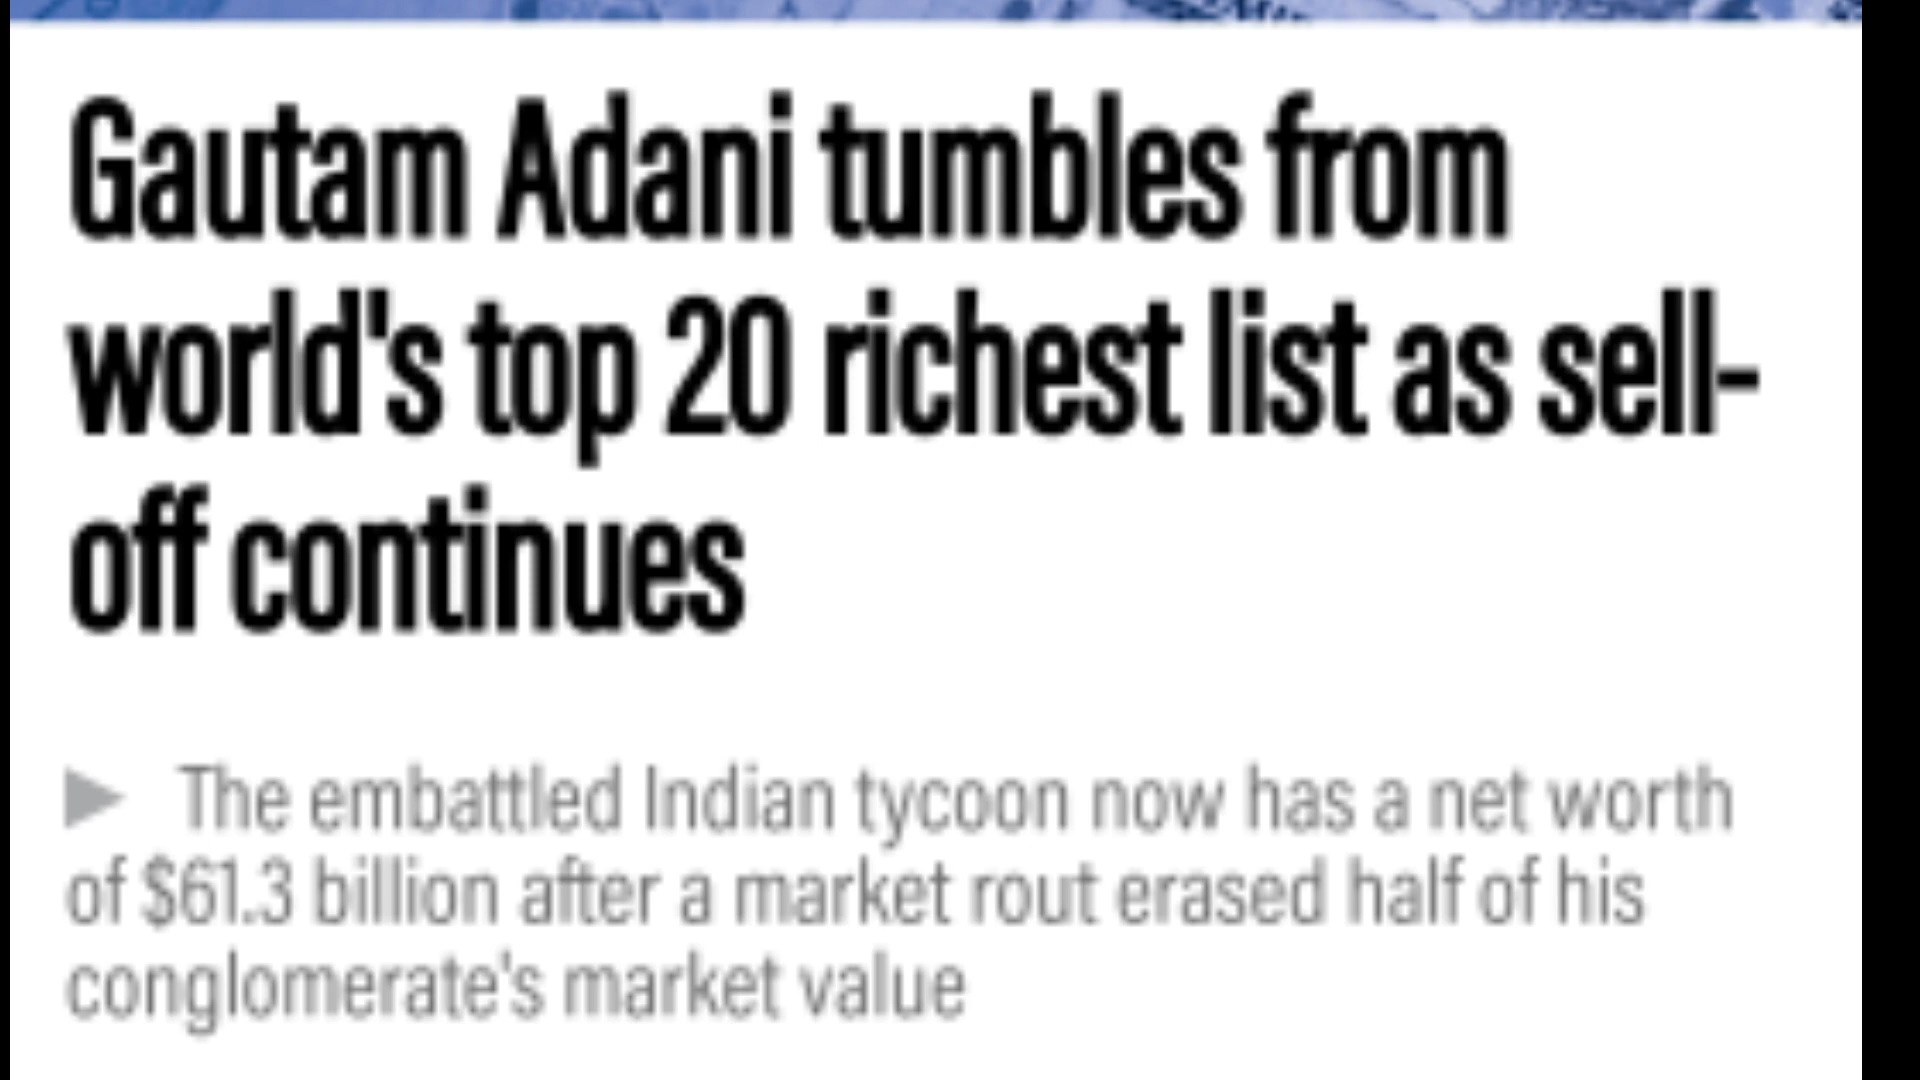 Gautam Adani tumbles from
world's top 20 richest list as sell-
off continues
The embattled Indian tycoon now has a net worth
of $61.3 billion after a market rout erased half of his
conglomerate's market value